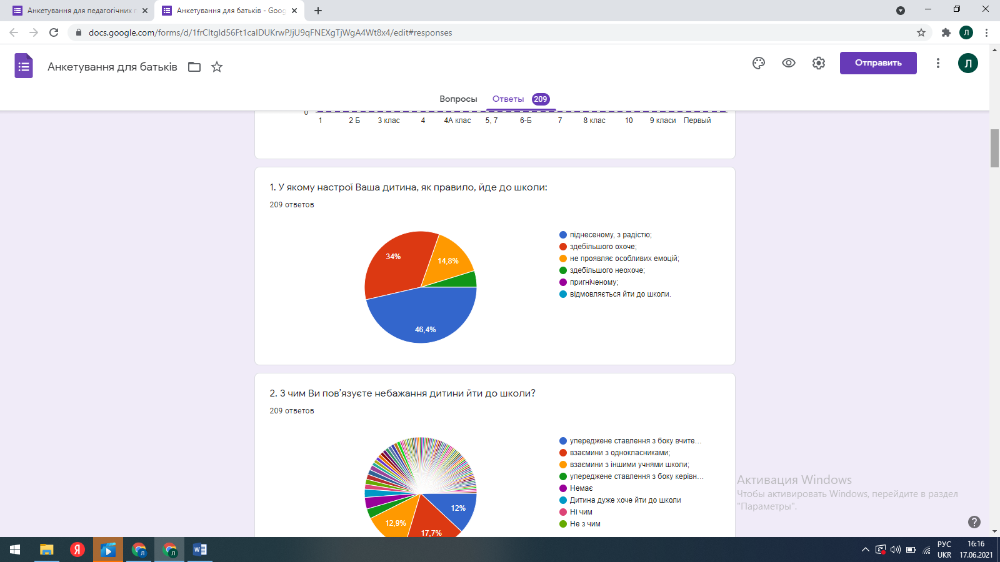 Анкетування для педагогічних
Анкетування для батьків - Goog
docs.google.com/forms/d/1frCItgId56Ft1caIDUKrwPJjU9qFNEXgTjWgA4Wt8x4/edit#responses
Л
Анкетування для батьків
Отправить
Л
Вопросы
Ответы 209
0
1 2 Б 3 клас 4 4А клас 5, 7 6-Б 7 8 клас 10 9 класи Первый
1. У якому настрої Ваша дитина, як правило, йде до школи:
209 ответов
34%
14,8%
46,4%
піднесеному, з радістю;
здебільшого охоче;
не проявляє особливих емоцій;
здебільшого неохоче;
пригніченому;
відмовляється йти до школи.
2. З чим Ви пов’язуєте небажання дитини йти до школи?
209 ответов
12%
12,9%
17,7%
упереджене ставлення з боку вчите…
взаємини з однокласниками;
взаємини з іншими учнями школи;
упереджене ставлення з боку керівн…
Немає
Дитина дуже хоче йти до школи
Ні чим
Не з чим
Активация Windows
Чтобы активировать Windows, перейдите в раздел
"Параметры".
РУС
UKR
16:16
17.06.2021